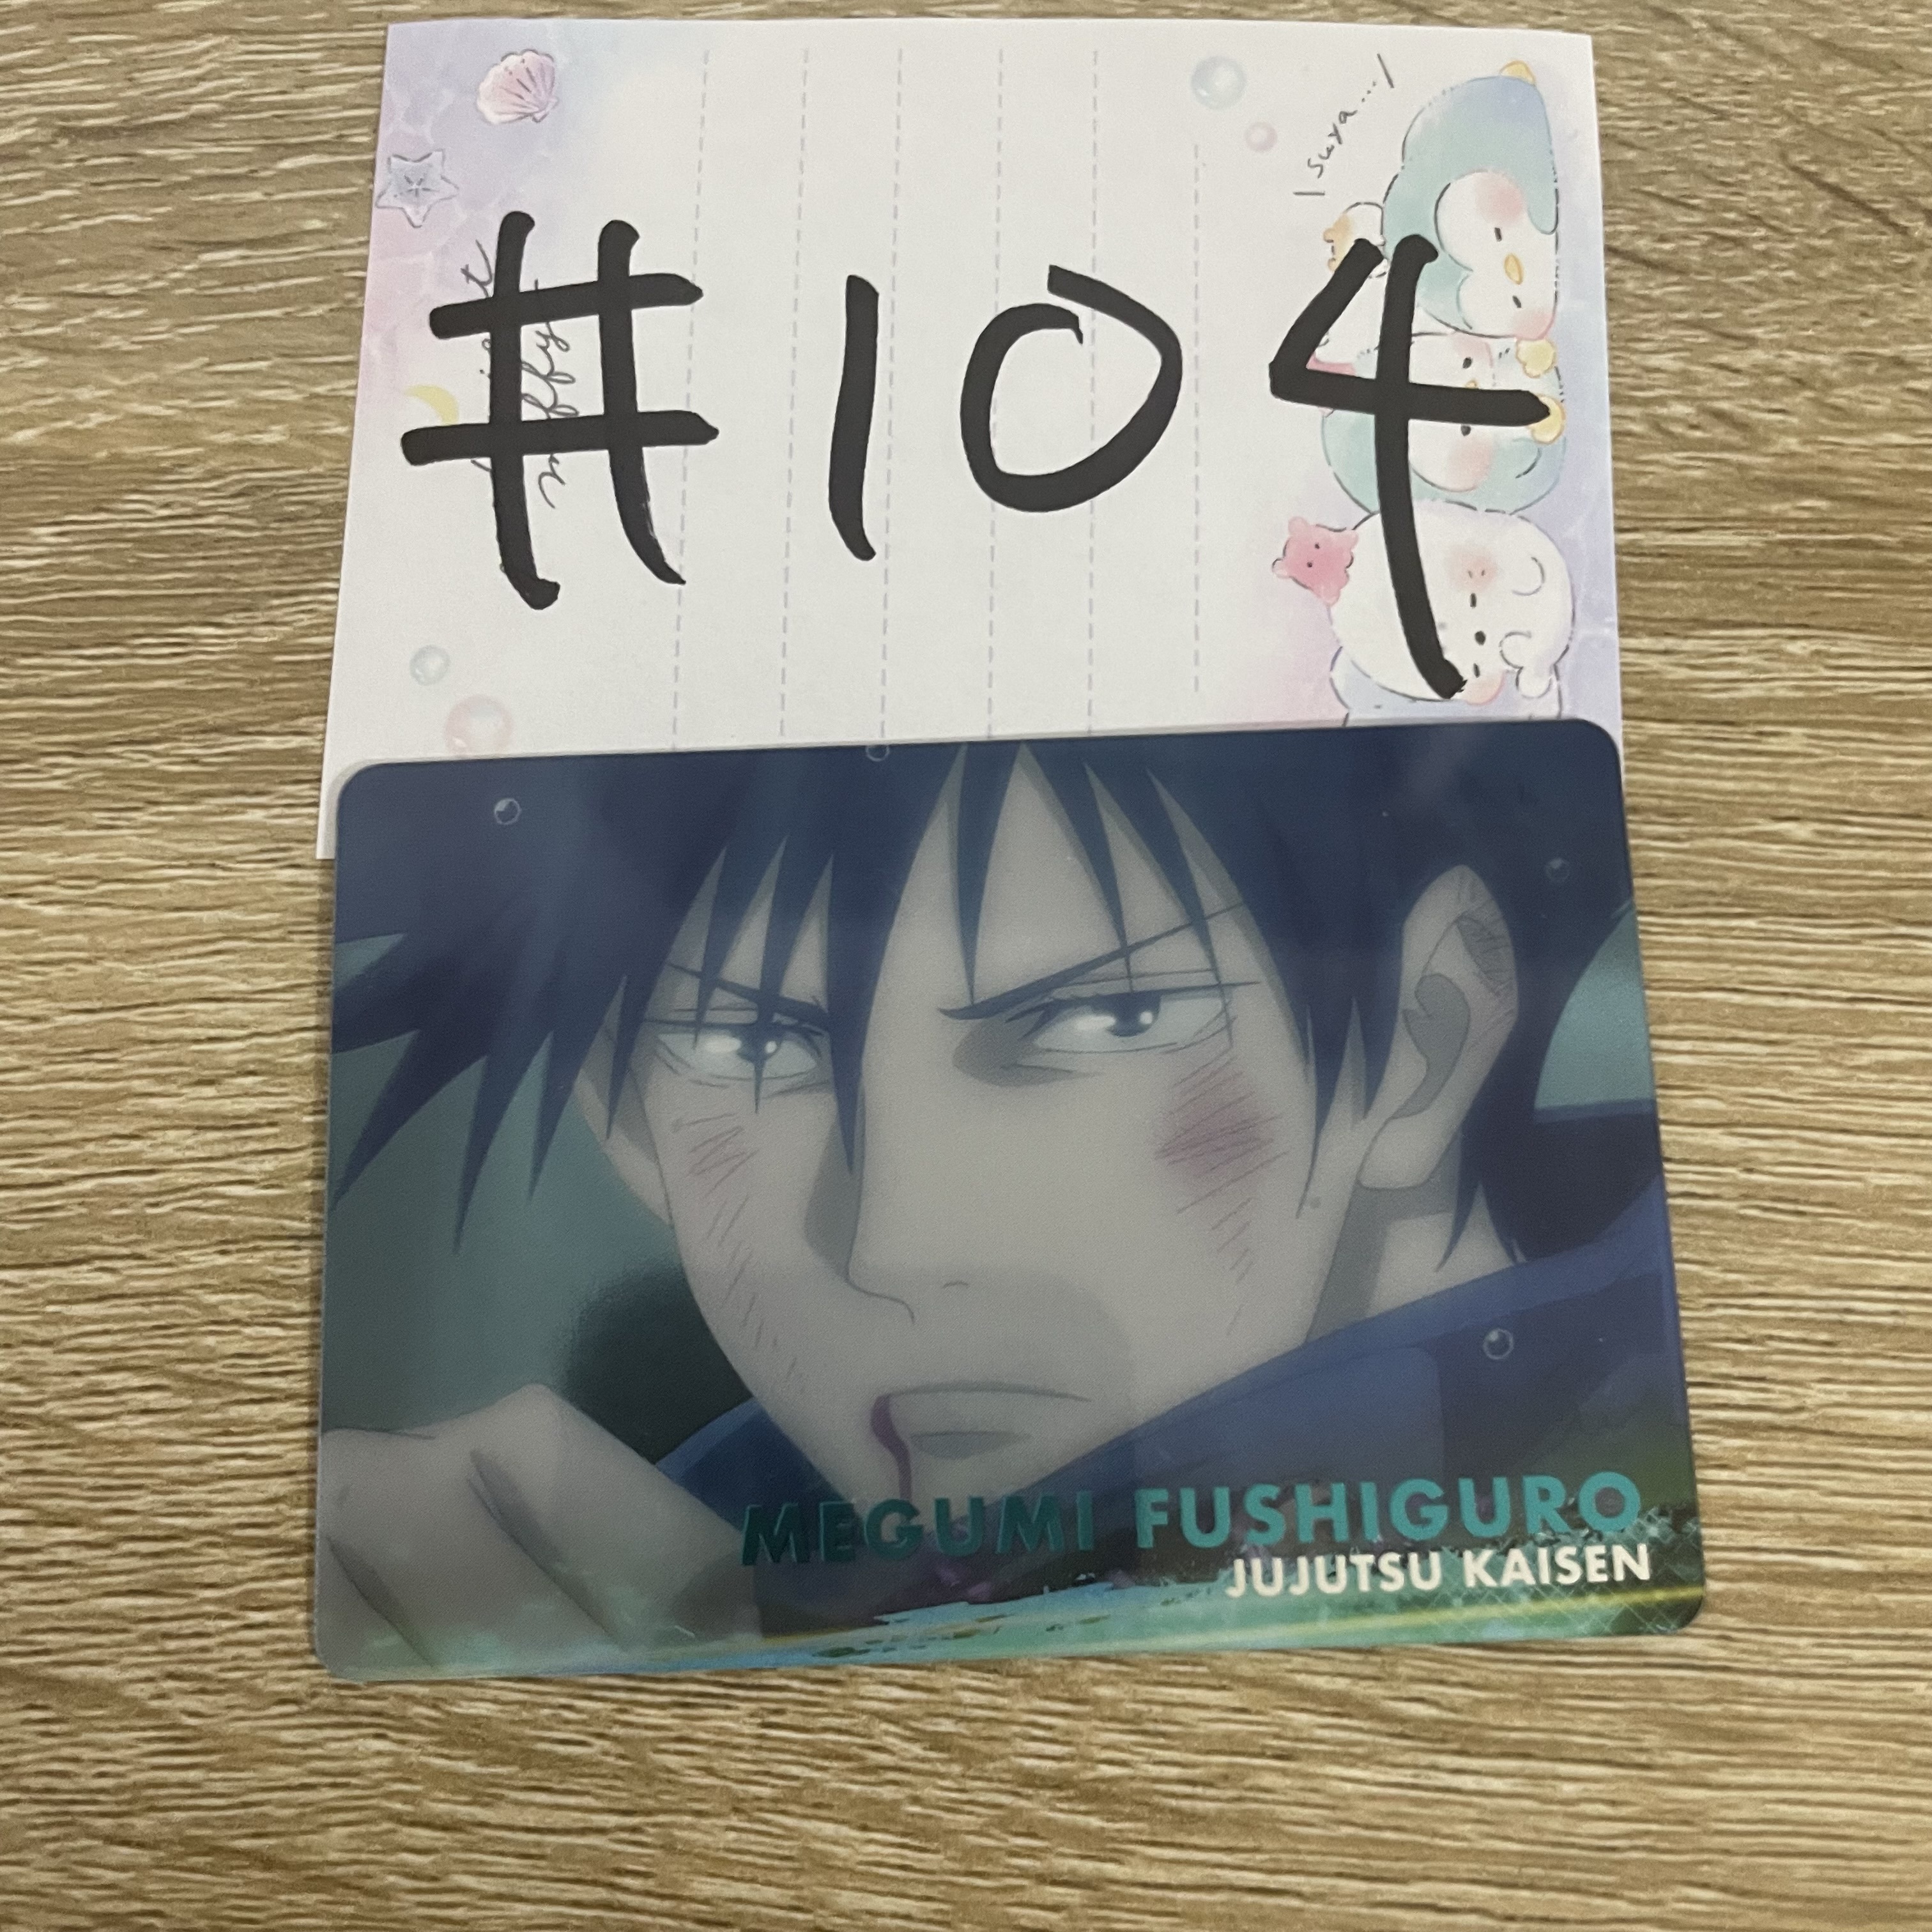 \ suya..../
#104
MEGUMI FUSHIGURO
JUJUTSU KAISEN